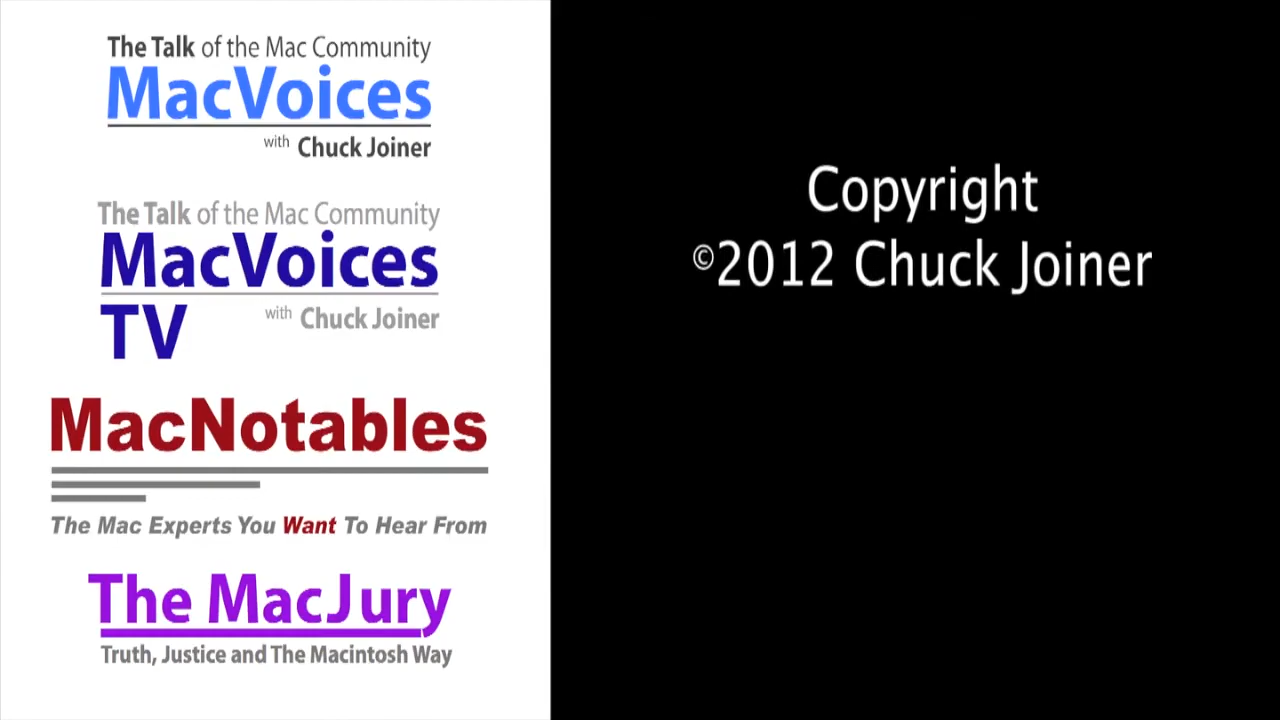 The Talk of the Mac Community
MacVoices
with Chuck Joiner
The Talk of the Mac Community
MacVoices
TV with Chuck Joiner
MacNotables
The Mac Experts You Want To Hear From
The MacJury
Truth, Justice and The Macintosh Way
Copyright
©2012 Chuck Joiner